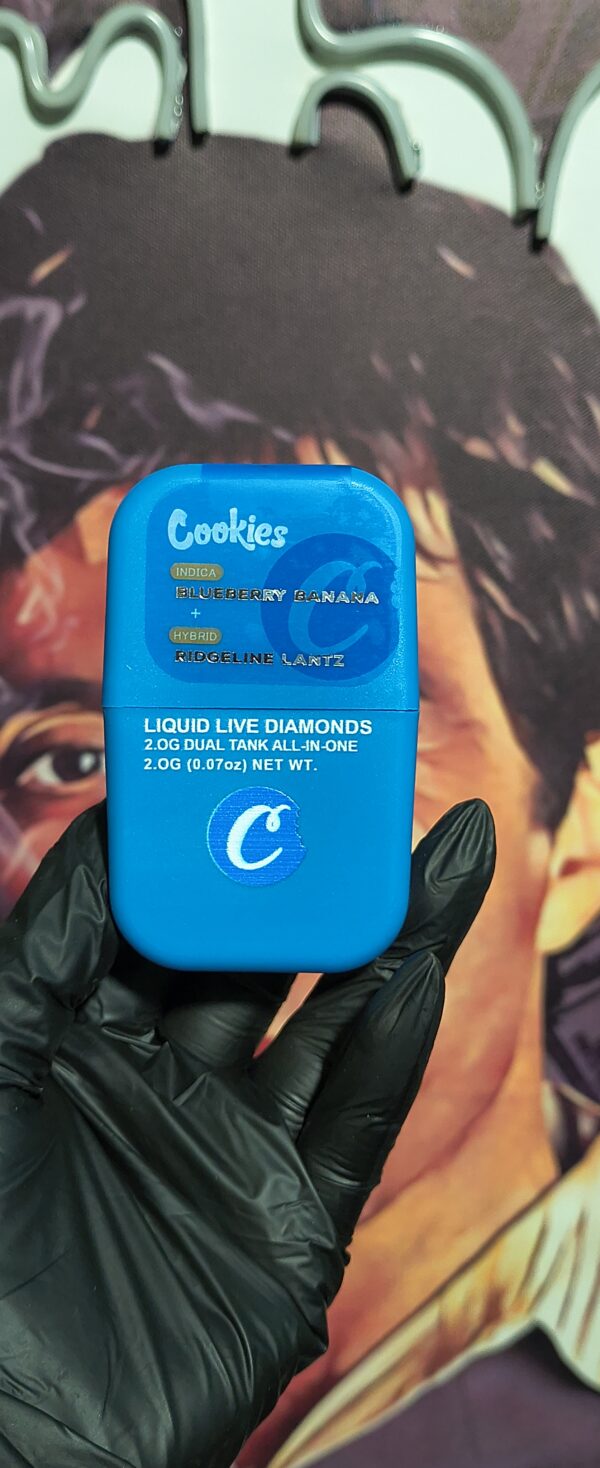 Cookies
INDICA
BLUEBERRY BANANA
+
HYBRID
RIDGELINE LANTZ
LIQUID LIVE DIAMONDS
2.0G DUAL TANK ALL-IN-ONE
2.0G (0.07oz) NET WT.
C